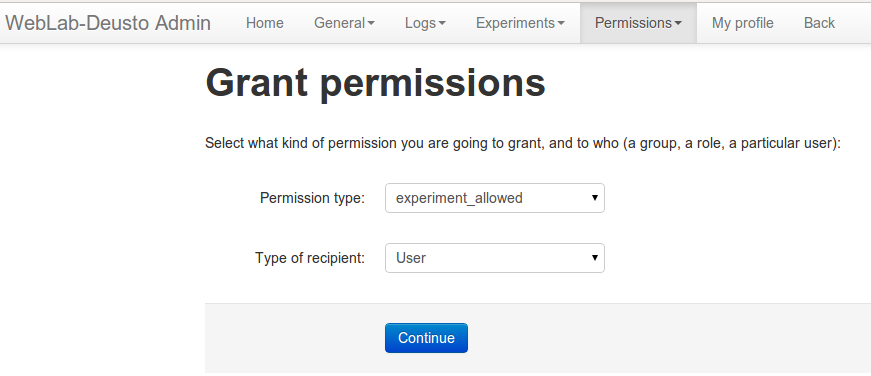 WebLab-Deusto Admin Home General Logs Experiments Permissions My profile Back
Grant permissions
Select what kind of permission you are going to grant, and to who (a group, a role, a particular user):
Permission type: experiment_allowed
Type of recipient: User
Continue